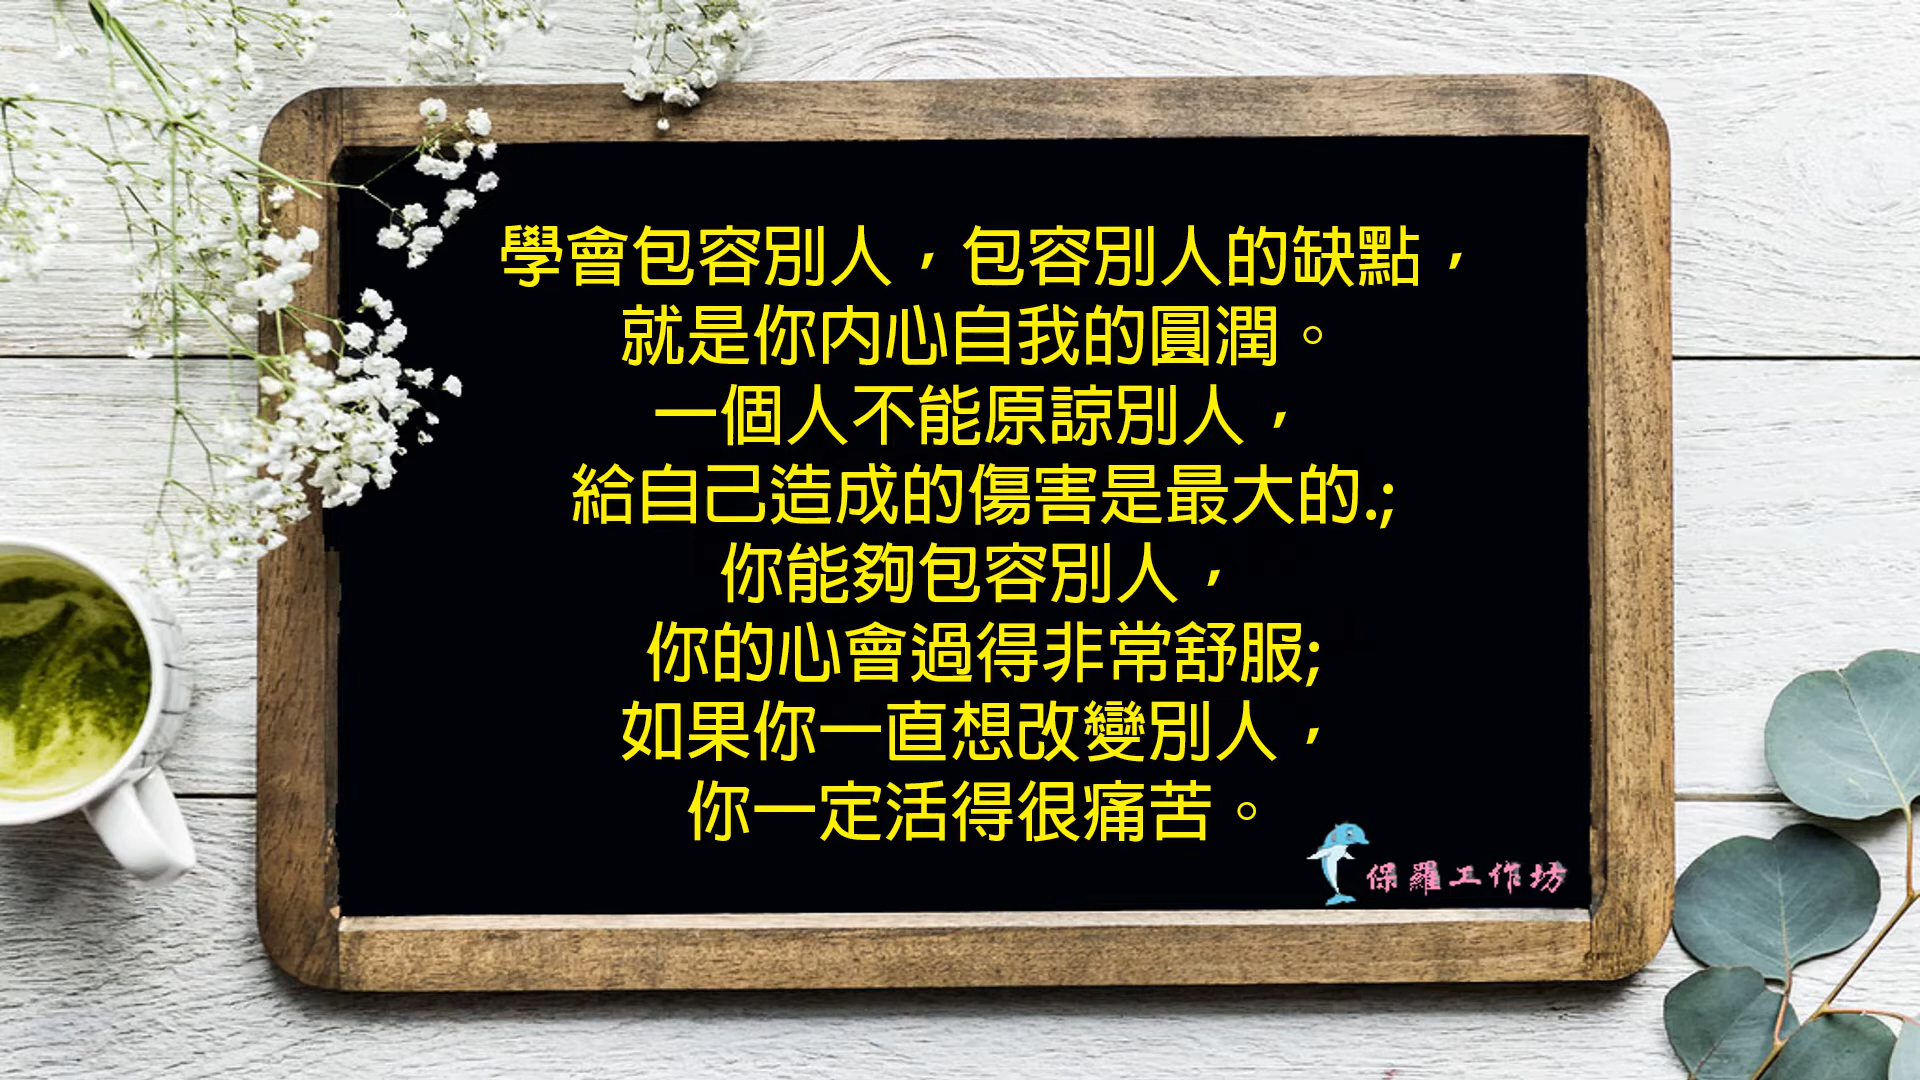 學會包容別人，包容別人的缺點，
就是你內心自我的圓潤。
一個人不能原諒別人，
給自己造成的傷害是最大的.;
你能夠包容別人，
你的心會過得非常舒服;
如果你一直想改變別人，
你一定活得很痛苦。
保羅工作坊